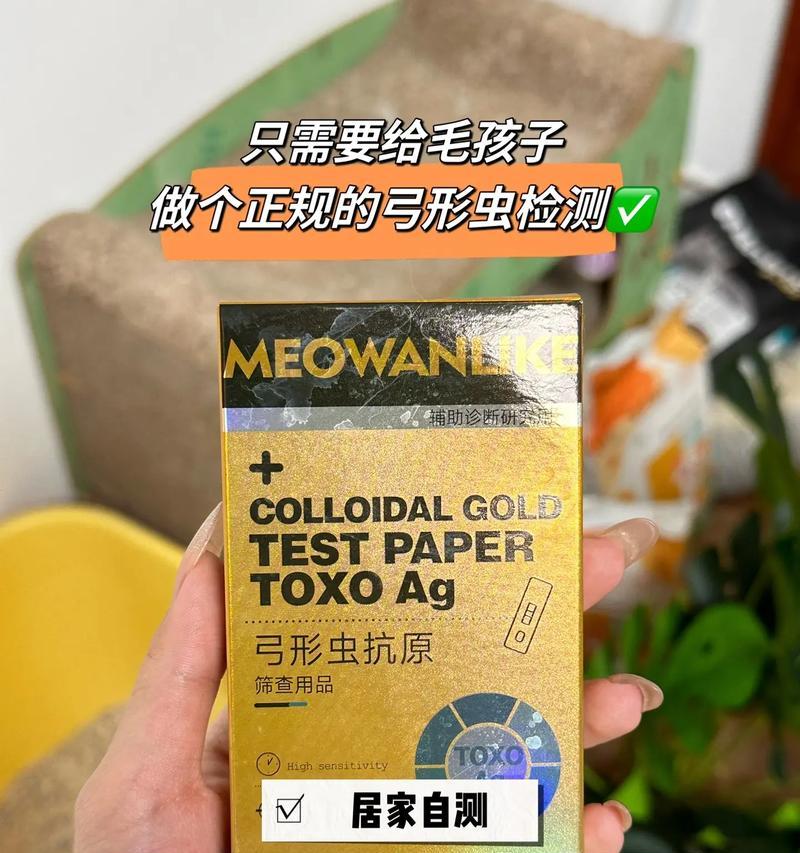 只需要给毛孩子
做个正规的弓形虫检测✅
MEOWANLIKE
辅助诊断研究
+
COLLOIDAL GOLD
TEST PAPER
TOXO Ag
弓形虫抗原
筛查用品
High sensitivity
TOXO
居家自测